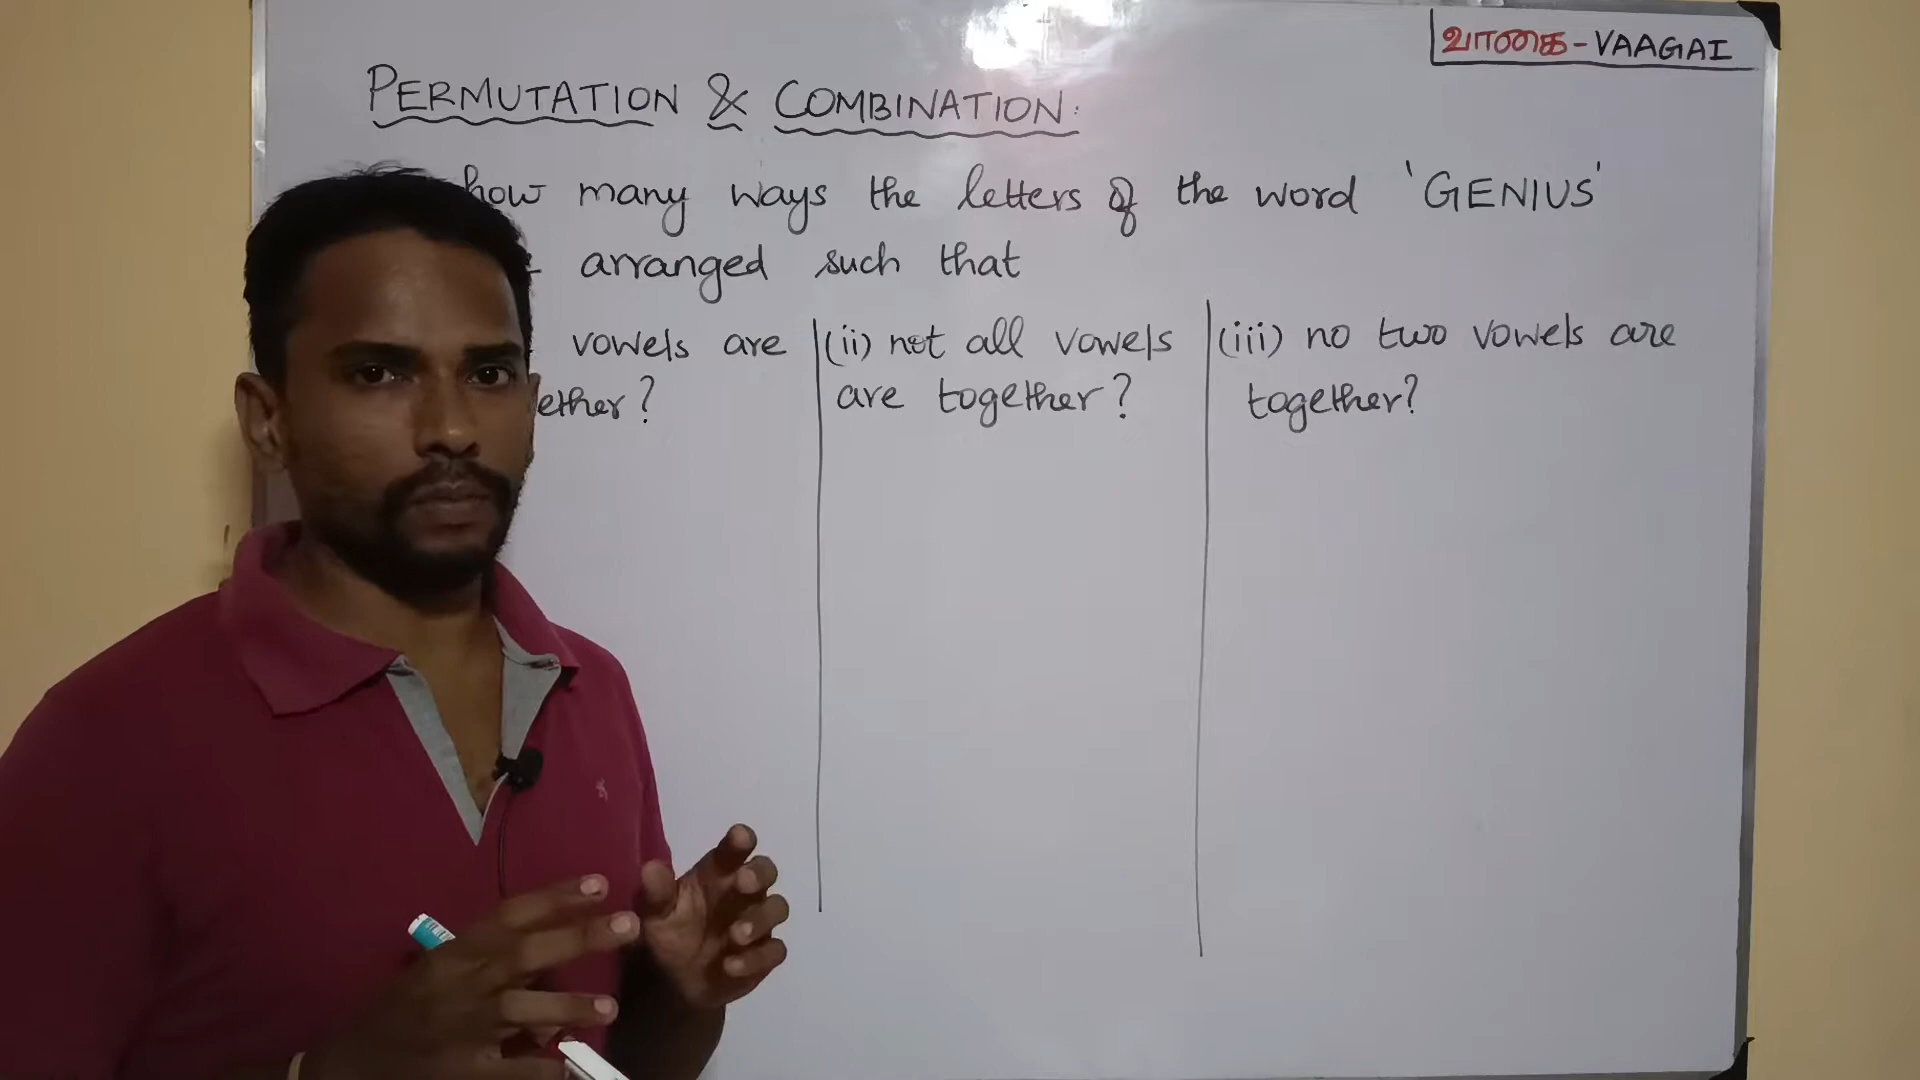 வாகை - VAAGAI
PERMUTATION & COMBINATION:
how many ways the letters of the word 'GENIUS'
arranged such that
vowels are
ether?
(ii) not all vowels
are together?
(iii) no two vowels are
together?